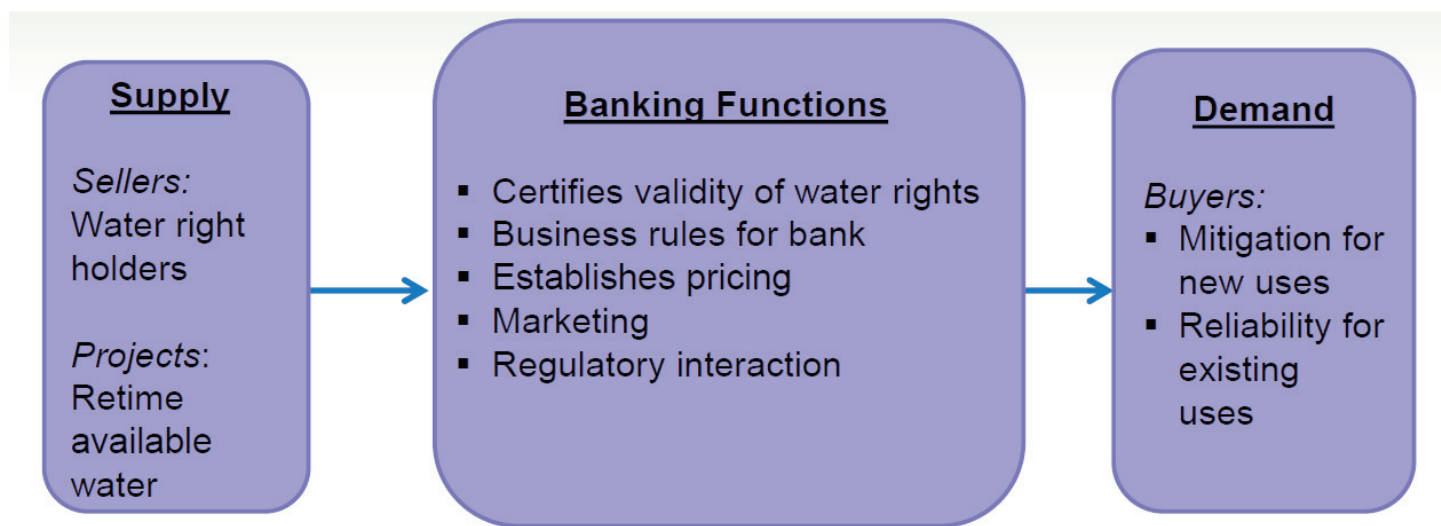 Supply
Sellers:
Water right
holders
Projects:
Retime
available
water
Banking Functions
▪ Certifies validity of water rights
▪ Business rules for bank
▪ Establishes pricing
▪ Marketing
▪ Regulatory interaction
Demand
Buyers:
▪ Mitigation for
new uses
▪ Reliability for
existing
uses